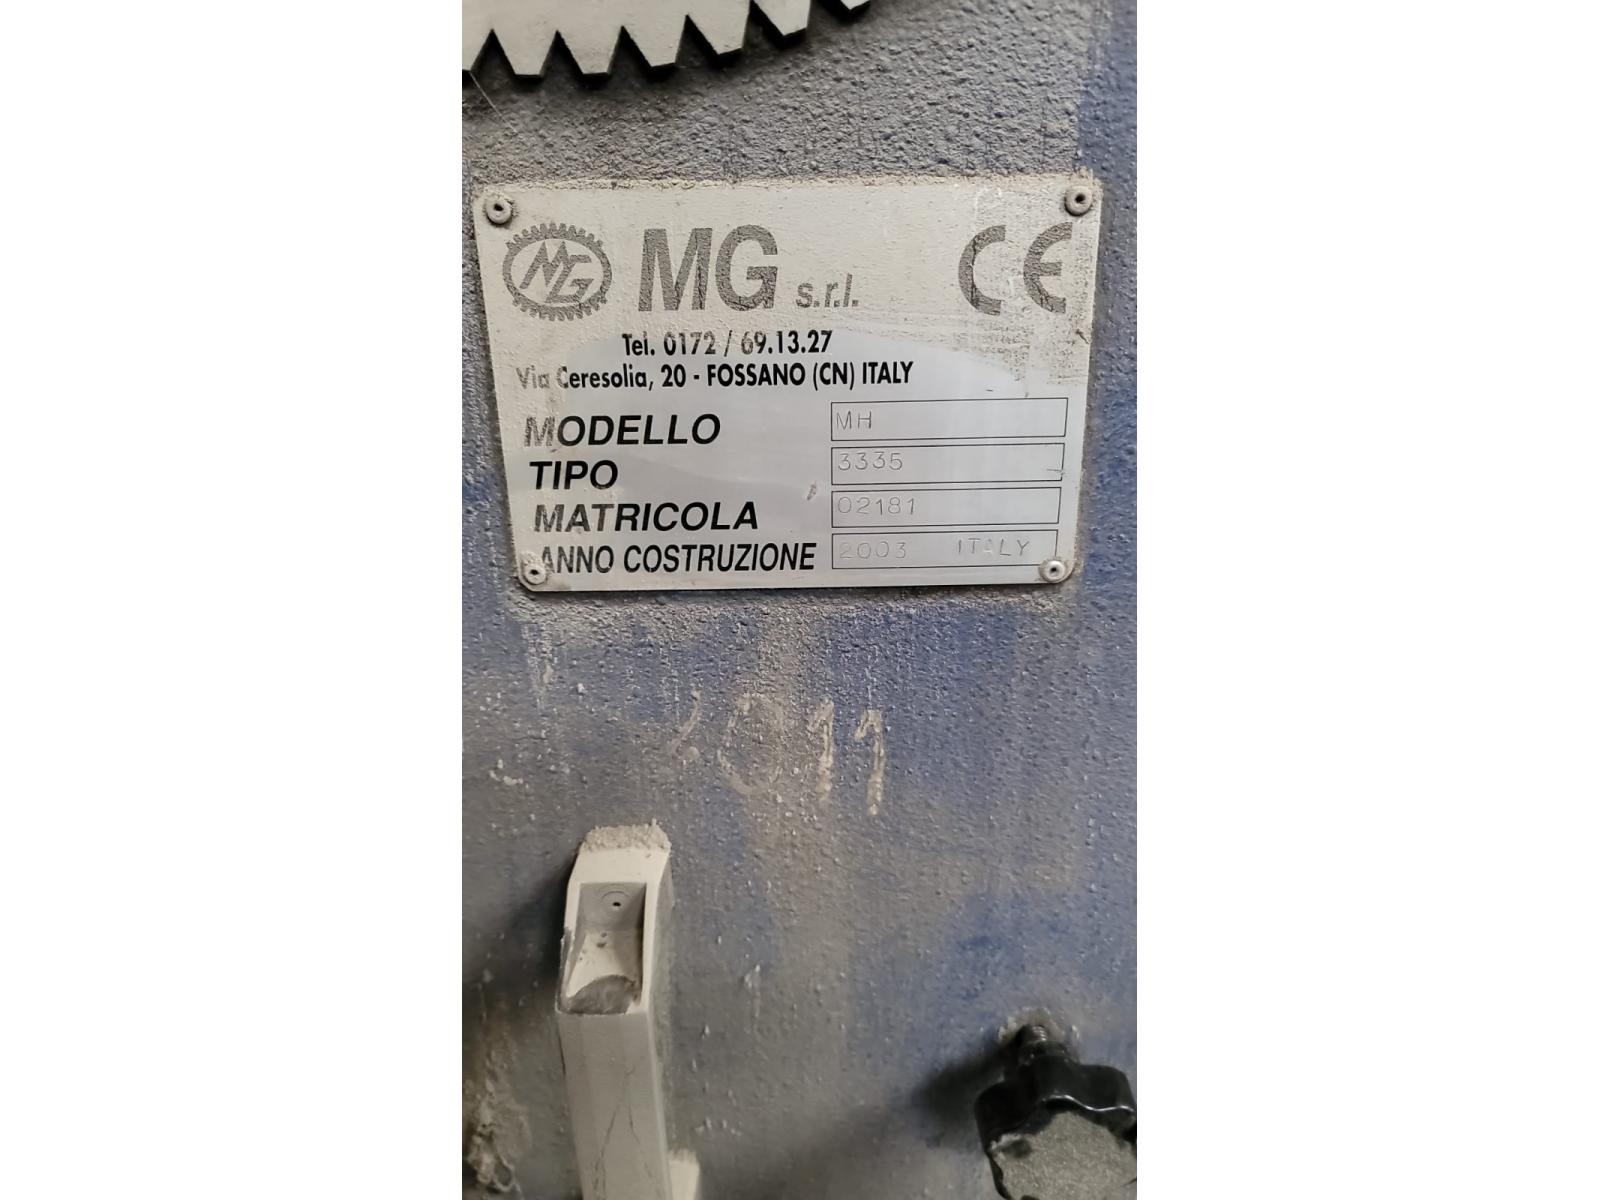 MG
MG s.r.l. CE
Tel. 0172 / 69.13.27
Via Ceresolia, 20 - FOSSANO (CN) ITALY
MODELLO MH
TIPO 3335
MATRICOLA 02181
ANNO COSTRUZIONE 2003 ITALY
2011